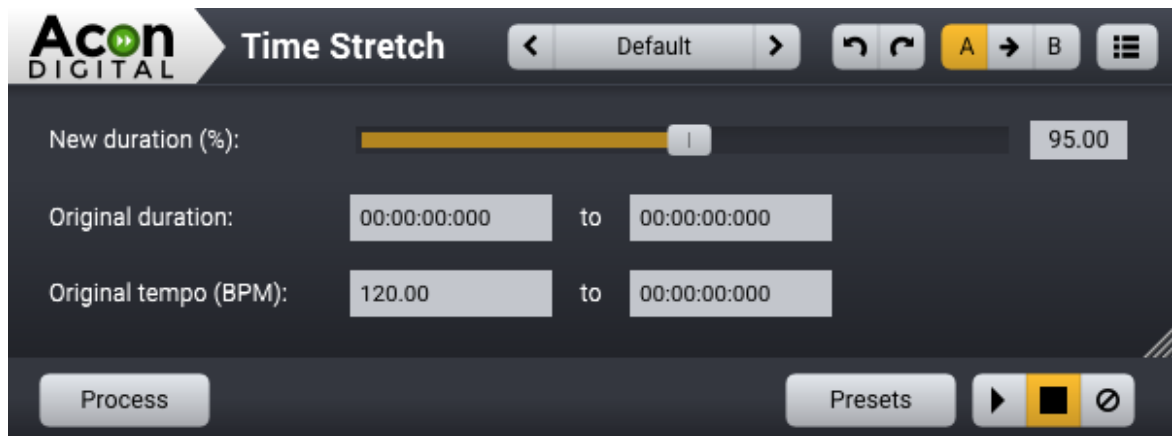 Acon DIGITAL Time Stretch Default A B
New duration (%): 95.00
Original duration: 00:00:00:000 to 00:00:00:000
Original tempo (BPM): 120.00 to 00:00:00:000
Process Presets